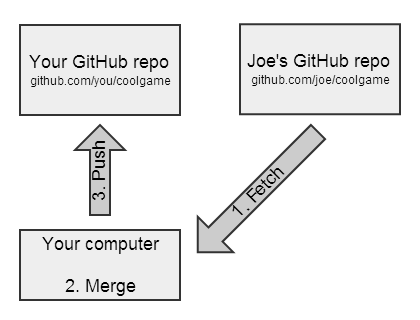 Your GitHub repo
github.com/you/coolgame
Joe's GitHub repo
github.com/joe/coolgame
1. Fetch
3. Push
Your computer
2. Merge